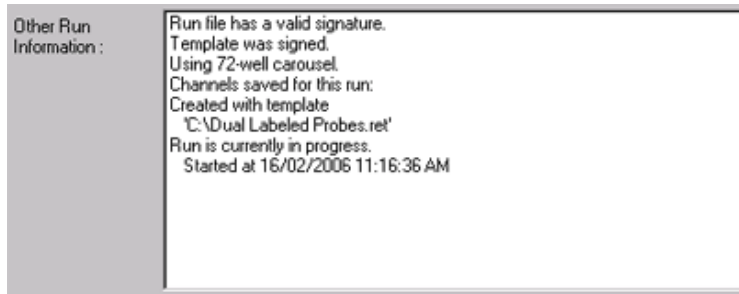 Other Run
Information :
Run file has a valid signature.
Template was signed.
Using 72-well carousel.
Channels saved for this run:
Created with template
'C:\Dual Labeled Probes.ret'
Run is currently in progress.
Started at 16/02/2006 11:16:36 AM